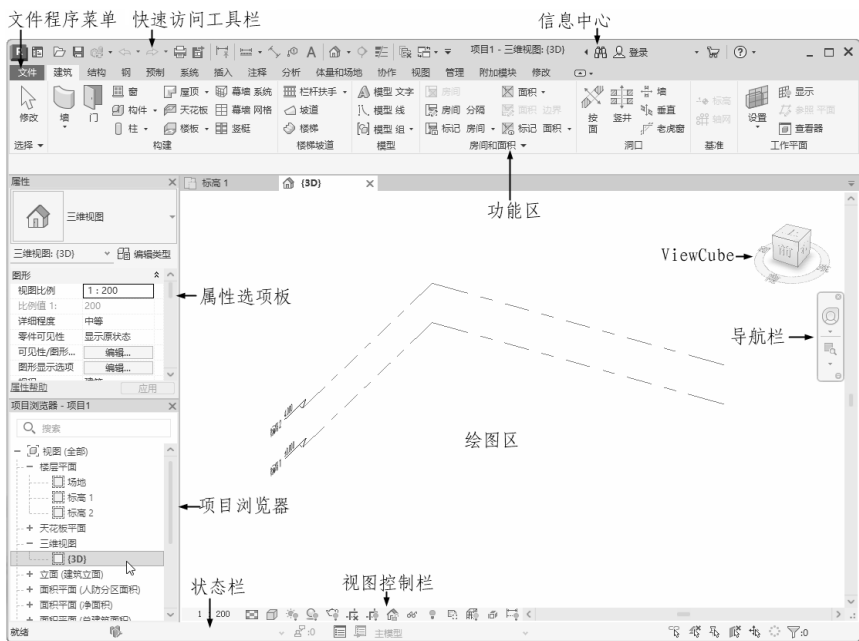 文件程序菜单 快速访问工具栏 信息中心
项目1 - 三维视图: {3D} 登录
文件 建筑 结构 钢 预制 系统 插入 注释 分析 体量和场地 协作 视图 管理 附加模块 修改
修改
选择
墙
门
窗
构件
柱
屋顶
天花板
楼板
幕墙 系统
幕墙 网格
竖梃
构建
栏杆扶手
坡道
楼梯
楼梯坡道
模型 文字
模型 线
模型 组
模型
房间
房间 分隔
标记 房间
面积
面积 边界
标记 面积
房间和面积
按
面
竖井
墙
垂直
老虎窗
洞口
标高
轴网
基准
设置
显示
参照 平面
查看器
工作平面
属性
标高 1
{3D}
功能区
三维视图
三维视图: {3D} 编辑类型
图形
视图比例 1 : 200
比例值 1: 200
详细程度 中等
零件可见性 显示原状态
可见性/图形... 编辑...
图形显示选项 编辑...
属性帮助 应用
属性选项板
ViewCube
上
前
导航栏
项目浏览器 - 项目1
搜索
视图 (全部)
楼层平面
场地
标高 1
标高 2
天花板平面
三维视图
{3D}
立面 (建筑立面)
面积平面 (人防分区面积)
面积平面 (净面积)
面积平面 (总建筑面积)
项目浏览器
绘图区
状态栏
视图控制栏
1 : 200
就绪
:0
主模型
:0